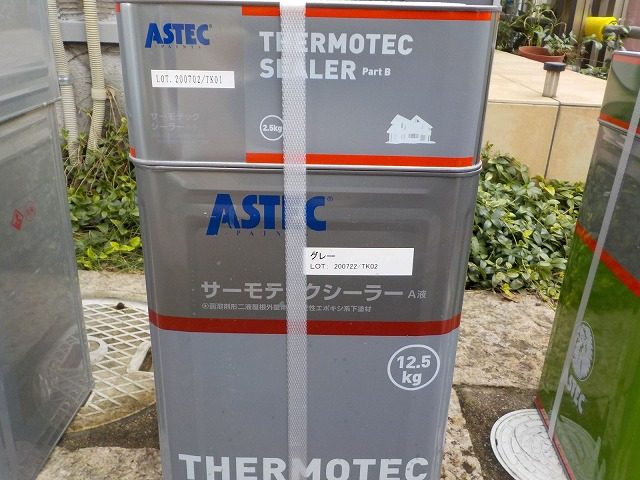 ASTEC
PAINTS
THERMOTEC
SEALER Part B
LOT. 200702/TK01
サーモテック
シーラー
2.5kg
ASTEC
PAINTS
グレー
LOT. 200722/TK02
サーモテックシーラー A液
12.5
kg
THERMOTEC
TEC